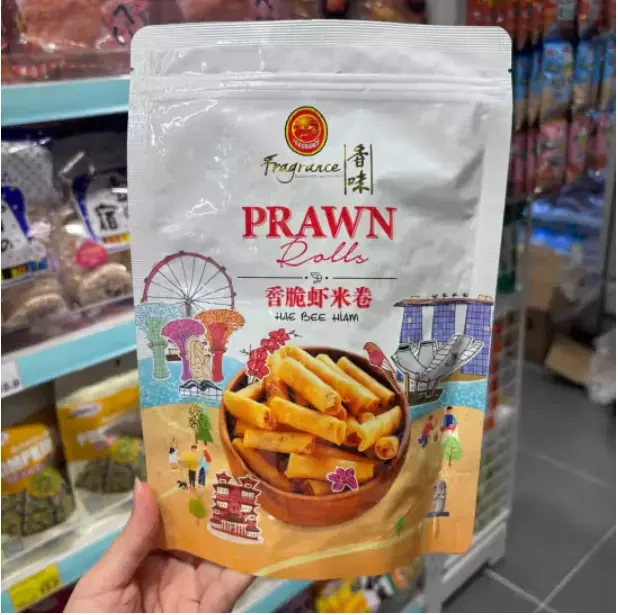 Fragrance
香味
PRAWN
Rolls
香脆虾米卷
HAE BEE HIAM